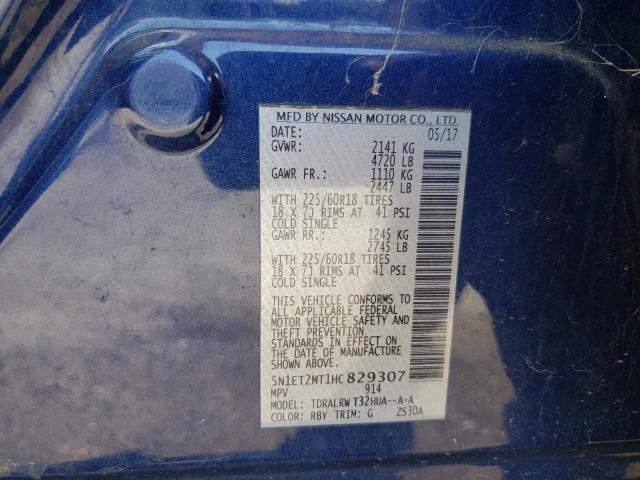 MFD BY NISSAN MOTOR CO., LTD.
DATE: 05/17
GVWR: 2141 KG
4720 LB
GAWR FR.: 1110 KG
2447 LB
WITH 225/60R18 TIRES
18 X 7J RIMS AT 41 PSI
COLD SINGLE
GAWR RR.: 1245 KG
2745 LB
WITH 225/60R18 TIRES
18 X 7J RIMS AT 41 PSI
COLD SINGLE
THIS VEHICLE CONFORMS TO
ALL APPLICABLE FEDERAL
MOTOR VEHICLE SAFETY AND
THEFT PREVENTION
STANDARDS IN EFFECT ON
THE DATE OF MANUFACTURE
SHOWN ABOVE.
5N1ET2MT1HC829307
MPV 914
MODEL: TDRALRW T32HUA--A-A
COLOR: RBY TRIM: G 2S30A